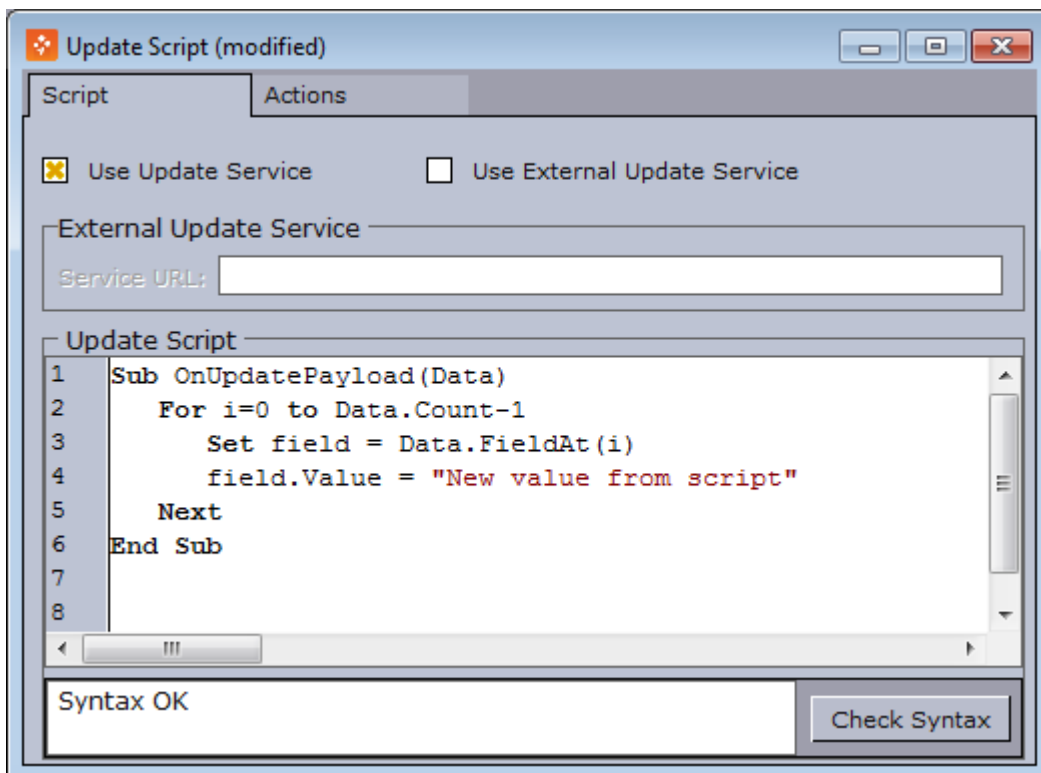 Update Script (modified)
Script Actions
Use Update Service Use External Update Service
External Update Service
Service URL:
Update Script
1 Sub OnUpdatePayload(Data)
2    For i=0 to Data.Count-1
3       Set field = Data.FieldAt(i)
4       field.Value = "New value from script"
5    Next
6 End Sub
7
8
Syntax OK
Check Syntax